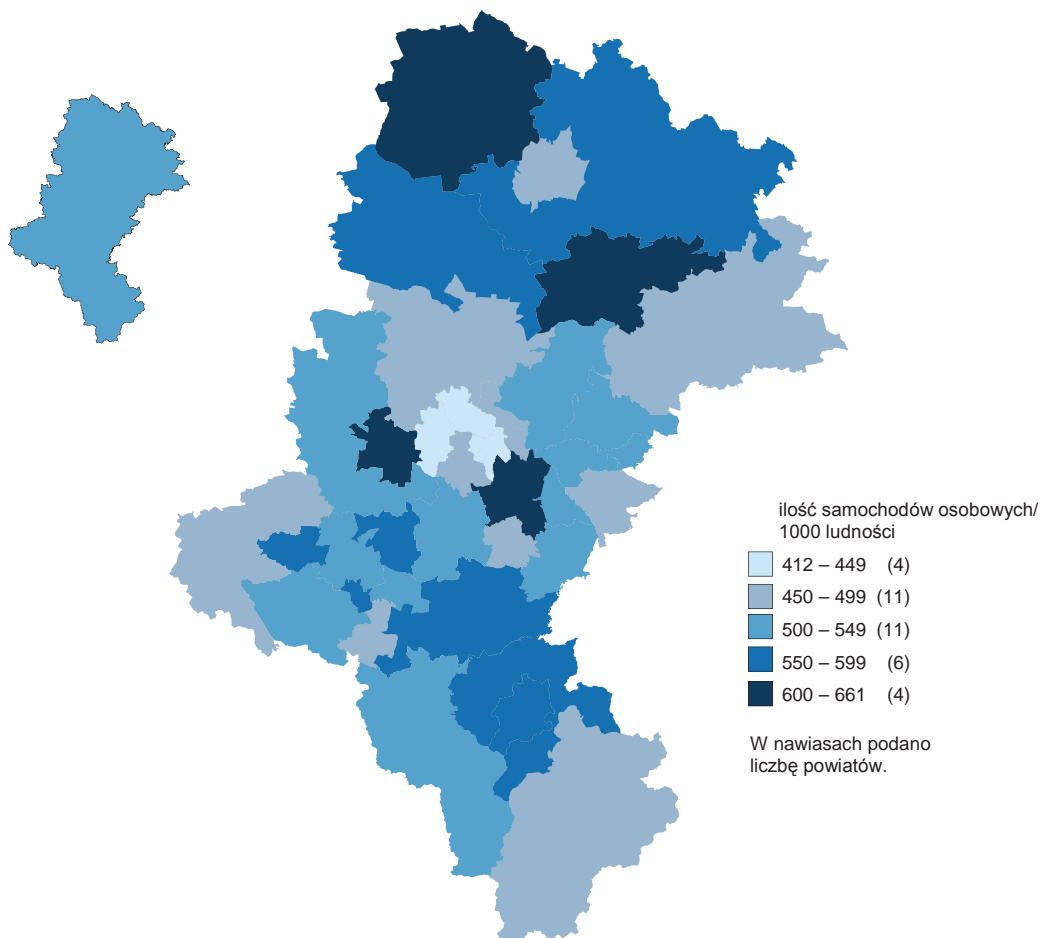 ilość samochodów osobowych/
1000 ludności
412 – 449 (4)
450 – 499 (11)
500 – 549 (11)
550 – 599 (6)
600 – 661 (4)
W nawiasach podano
liczbę powiatów.